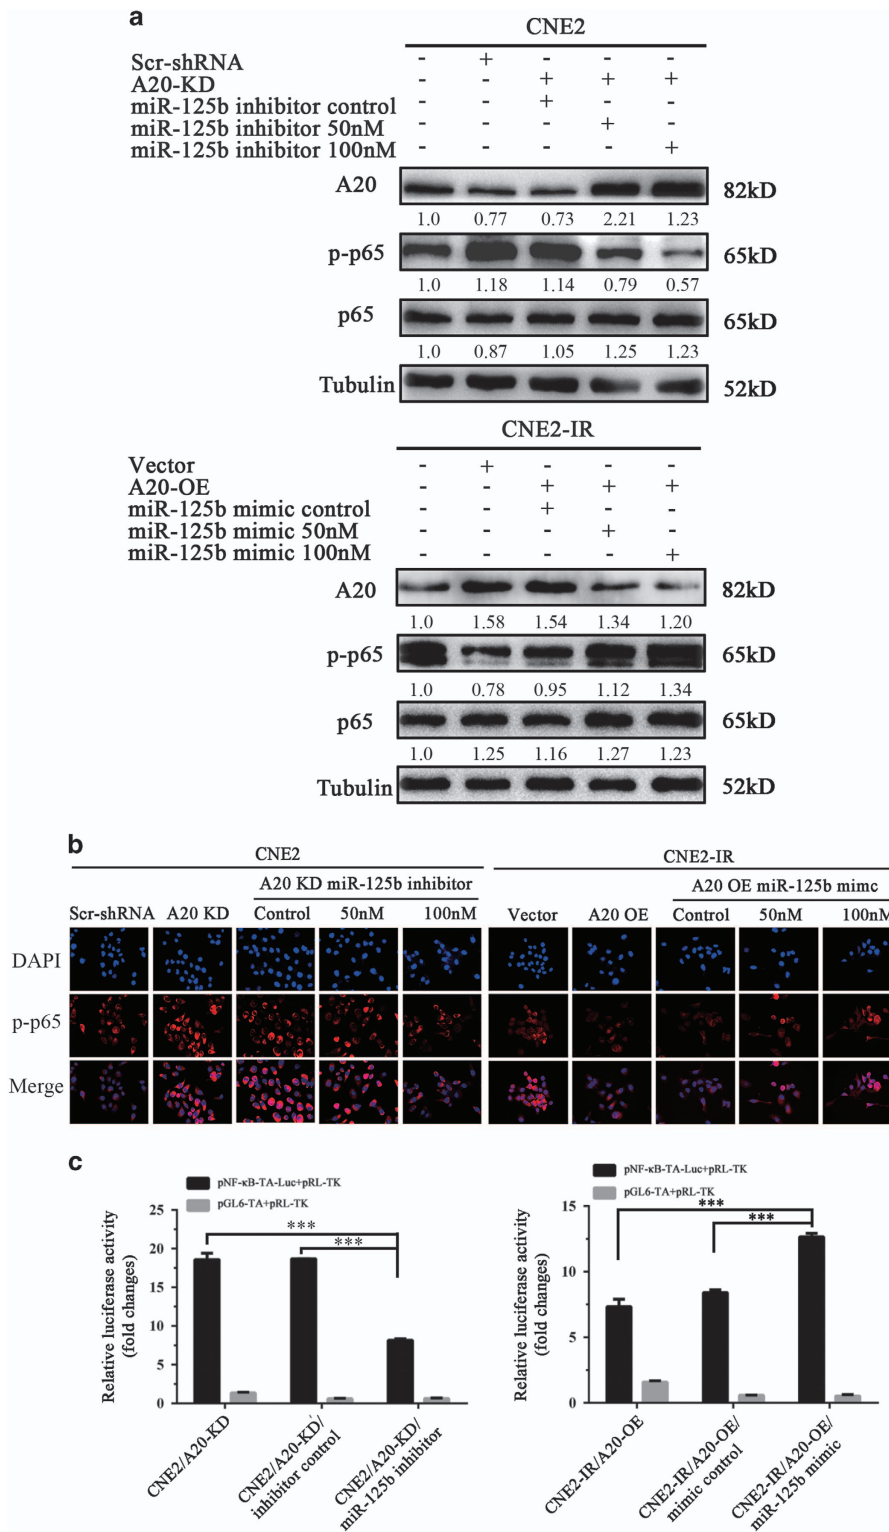 a
CNE2
Scr-shRNA - + - - -
A20-KD - - + + +
miR-125b inhibitor control - - + - -
miR-125b inhibitor 50nM - - - + -
miR-125b inhibitor 100nM - - - - +
A20 82kD
1.0 0.77 0.73 2.21 1.23
p-p65 65kD
1.0 1.18 1.14 0.79 0.57
p65 65kD
1.0 0.87 1.05 1.25 1.23
Tubulin 52kD
CNE2-IR
Vector - + - - -
A20-OE - - + + +
miR-125b mimic control - - + - -
miR-125b mimic 50nM - - - + -
miR-125b mimic 100nM - - - - +
A20 82kD
1.0 1.58 1.54 1.34 1.20
p-p65 65kD
1.0 0.78 0.95 1.12 1.34
p65 65kD
1.0 1.25 1.16 1.27 1.23
Tubulin 52kD
b
CNE2 CNE2-IR
A20 KD miR-125b inhibitor A20 OE miR-125b mimc
Scr-shRNA A20 KD Control 50nM 100nM Vector A20 OE Control 50nM 100nM
DAPI
p-p65
Merge
c
pNF-κB-TA-Luc+pRL-TK
pGL6-TA+pRL-TK
Relative luciferase activity
(fold changes)
25
20
15
10
5
0
***
***
CNE2/A20-KD
CNE2/A20-KD/
inhibitor control
CNE2/A20-KD/
miR-125b inhibitor
pNF-κB-TA-Luc+pRL-TK
pGL6-TA+pRL-TK
Relative luciferase activity
(fold changes)
15
10
5
0
***
***
CNE2-IR/A20-OE
CNE2-IR/A20-OE/
mimic control
CNE2-IR/A20-OE/
miR-125b mimic